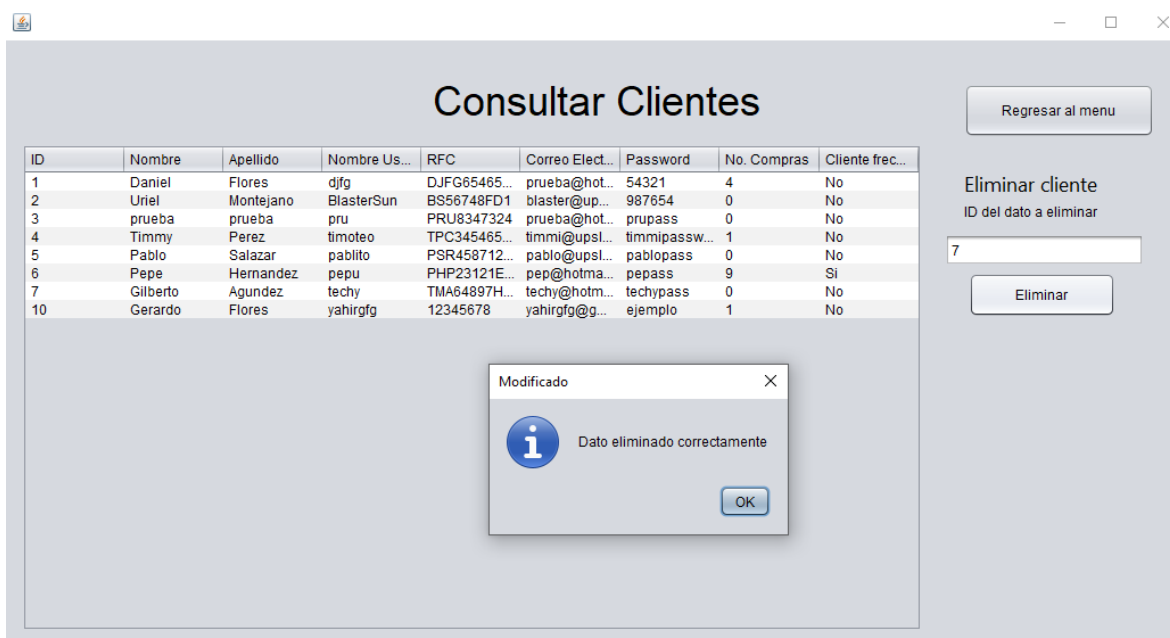 Consultar Clientes
Regresar al menu
ID Nombre Apellido Nombre Us... RFC Correo Elect... Password No. Compras Cliente frec...
1 Daniel Flores djfg DJFG65465... prueba@hot... 54321 4 No
2 Uriel Montejano BlasterSun BS56748FD1 blaster@up... 987654 0 No
3 prueba prueba pru PRU8347324 prueba@hot... prupass 0 No
4 Timmy Perez timoteo TPC345465... timmi@upsl... timmipassw... 1 No
5 Pablo Salazar pablito PSR458712... pablo@upsl... pablopass 0 No
6 Pepe Hernandez pepu PHP23121E... pep@hotma... pepass 9 Si
7 Gilberto Agundez techy TMA64897H... techy@hotm... techypass 0 No
10 Gerardo Flores yahirgfg 12345678 yahirgfg@g... ejemplo 1 No
Eliminar cliente
ID del dato a eliminar
7
Eliminar
Modificado
Dato eliminado correctamente
OK